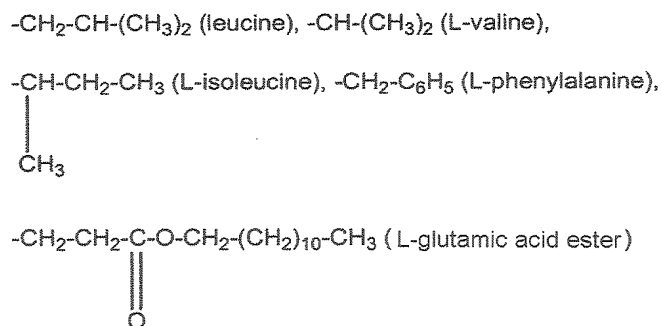 -CH₂-CH-(CH₃)₂ (leucine), -CH-(CH₃)₂ (L-valine),
-CH-CH₂-CH₃ (L-isoleucine), -CH₂-C₆H₅ (L-phenylalanine),
CH₃
-CH₂-CH₂-C-O-CH₂-(CH₂)₁₀-CH₃ ( L-glutamic acid ester)
O